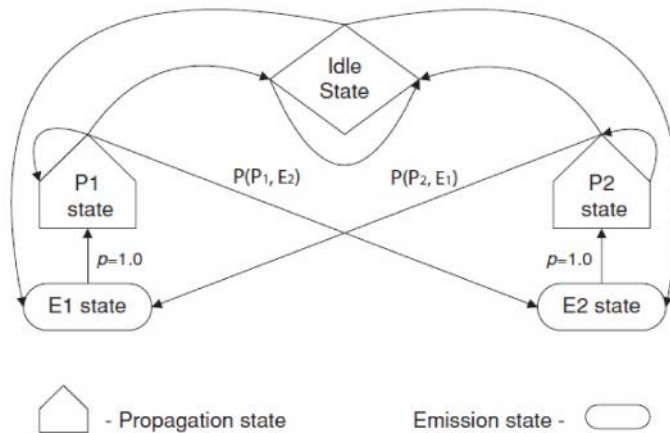 Idle
State
P(P1, E2)
P(P2, E1)
P1
state
P2
state
p=1.0
p=1.0
E1 state
E2 state
- Propagation state
Emission state -